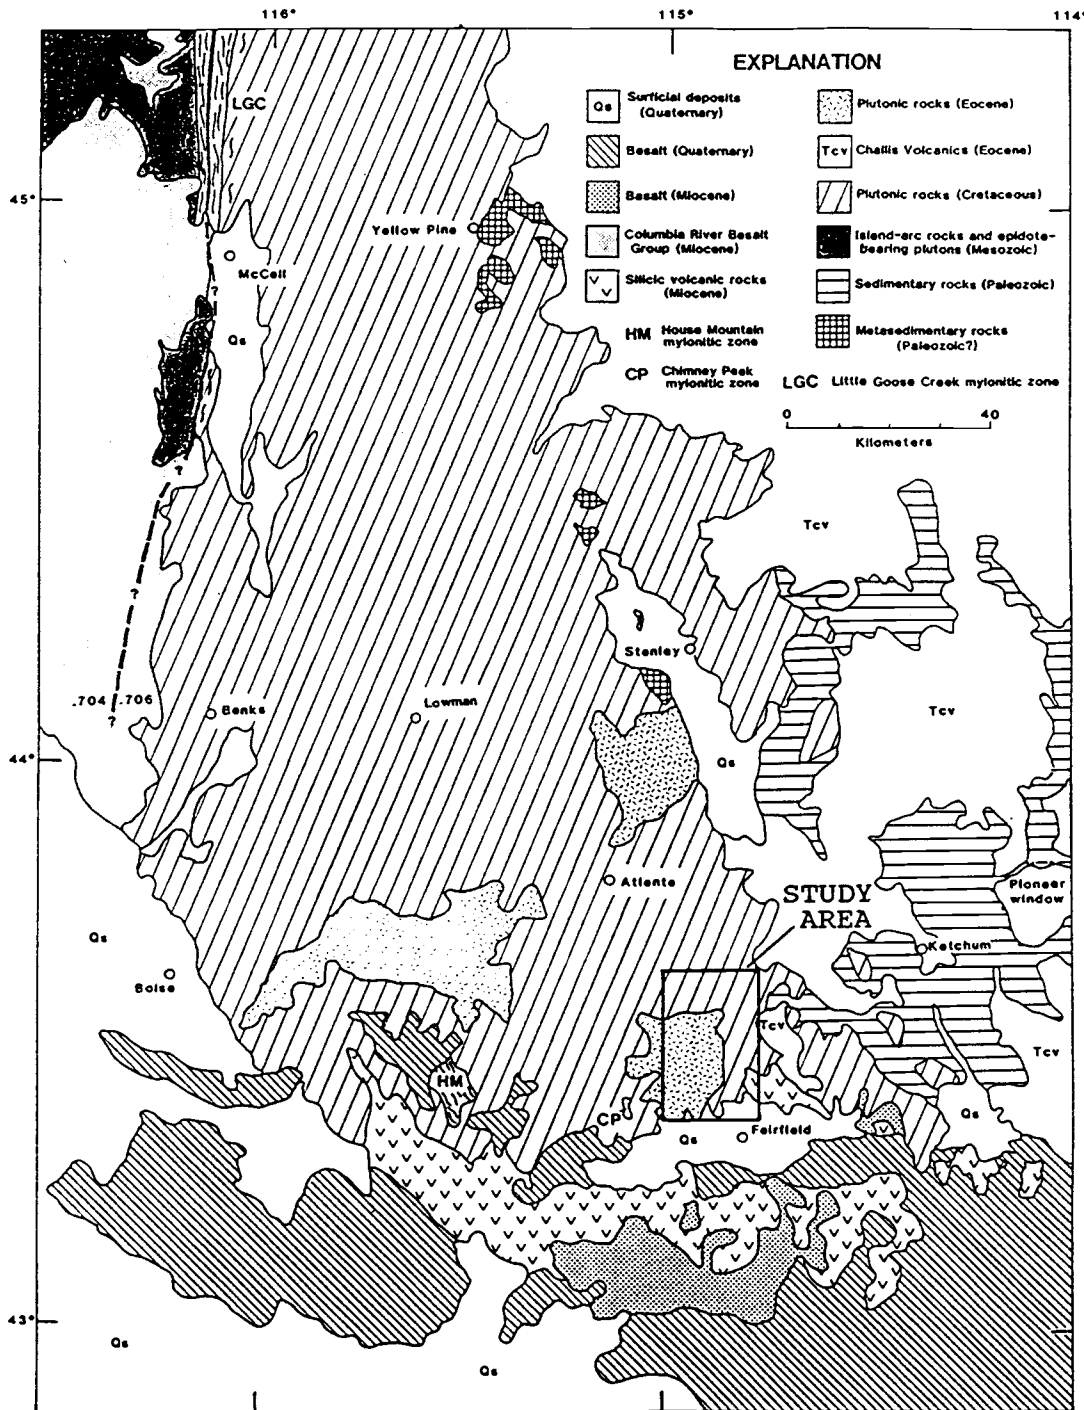 116°
115°
114°
EXPLANATION
Qs
Surficial deposits
(Quaternary)
Basalt (Quaternary)
Basalt (Miocene)
Columbia River Basalt
Group (Miocene)
Silicic volcanic rocks
(Miocene)
HM
House Mountain
mylonitic zone
CP
Chimney Peak
mylonitic zone
Plutonic rocks (Eocene)
Tcv
Challis Volcanics (Eocene)
Plutonic rocks (Cretaceous)
Island-arc rocks and epidote-
bearing plutons (Mesozoic)
Sedimentary rocks (Paleozoic)
Metasedimentary rocks
(Paleozoic?)
LGC
Little Goose Creek mylonitic zone
0
40
Kilometers
LGC
45°
Yellow Pine
McCall
?
Qs
?
Tcv
?
Stanley
.704
.706
?
Banks
Lowman
Tcv
44°
Qs
Atlanta
STUDY
AREA
Pioneer
window
Qs
Ketchum
Boise
Tcv
Tcv
HM
CP
Qs
Fairfield
Qs
43°
Qs
Qs